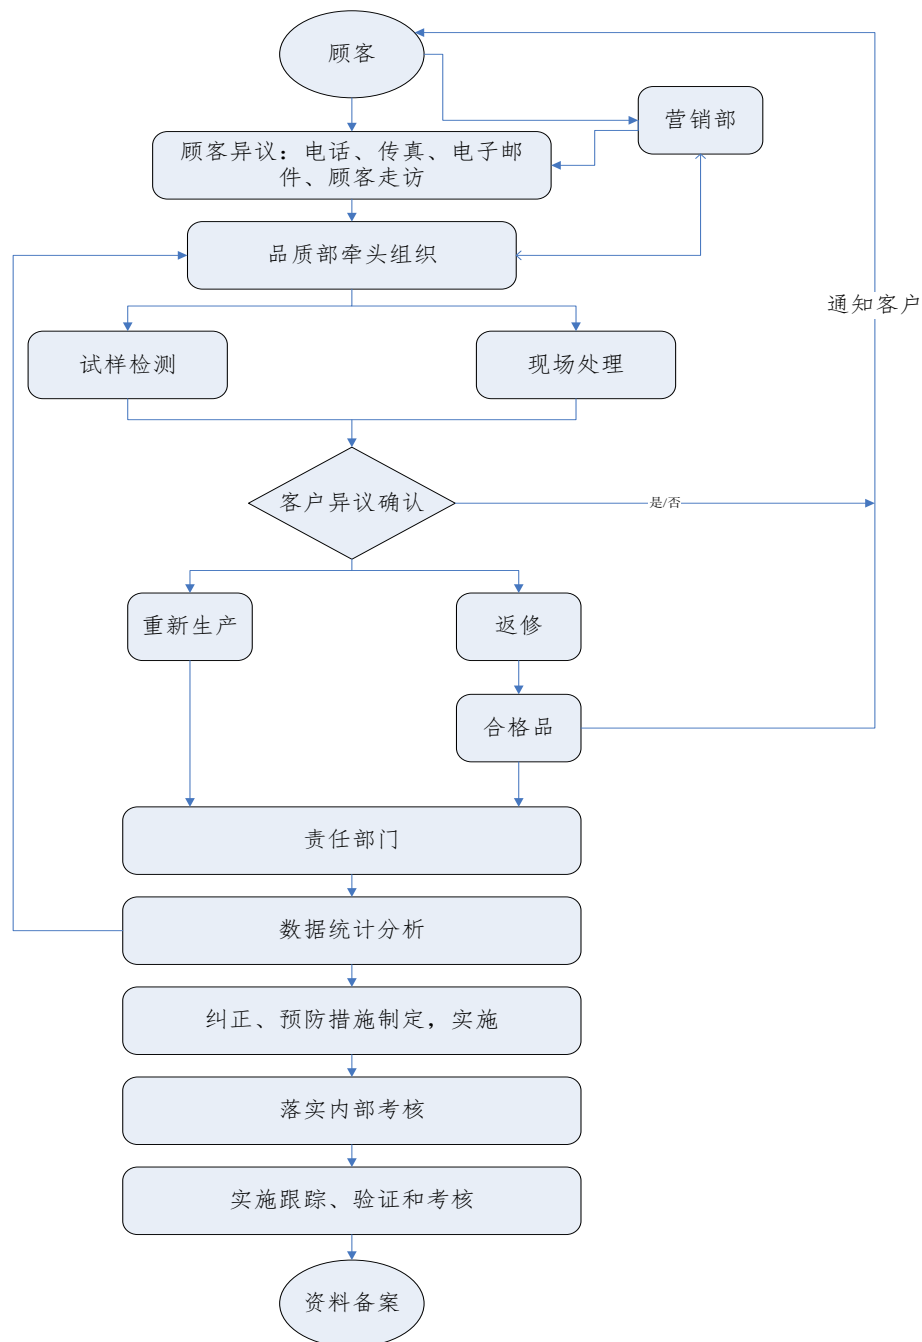 顾客
营销部
顾客异议：电话、传真、电子邮
件、顾客走访
品质部牵头组织
通知客户
试样检测
现场处理
客户异议确认
是/否
重新生产
返修
合格品
责任部门
数据统计分析
纠正、预防措施制定，实施
落实内部考核
实施跟踪、验证和考核
资料备案